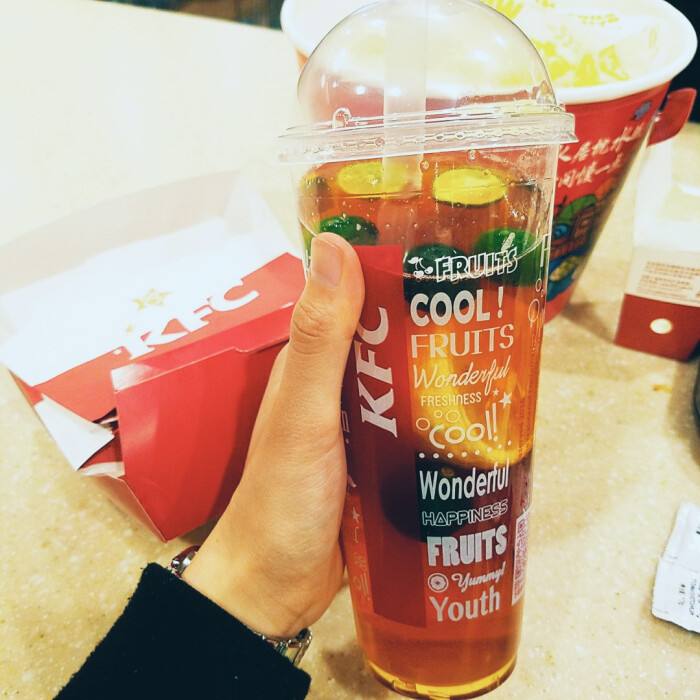 KFC
KFC
FRUITS
COOL!
FRUITS
Wonderful
FRESHNESS
cool!
Wonderful
HAPPINESS
FRUITS
Yummy!
Youth